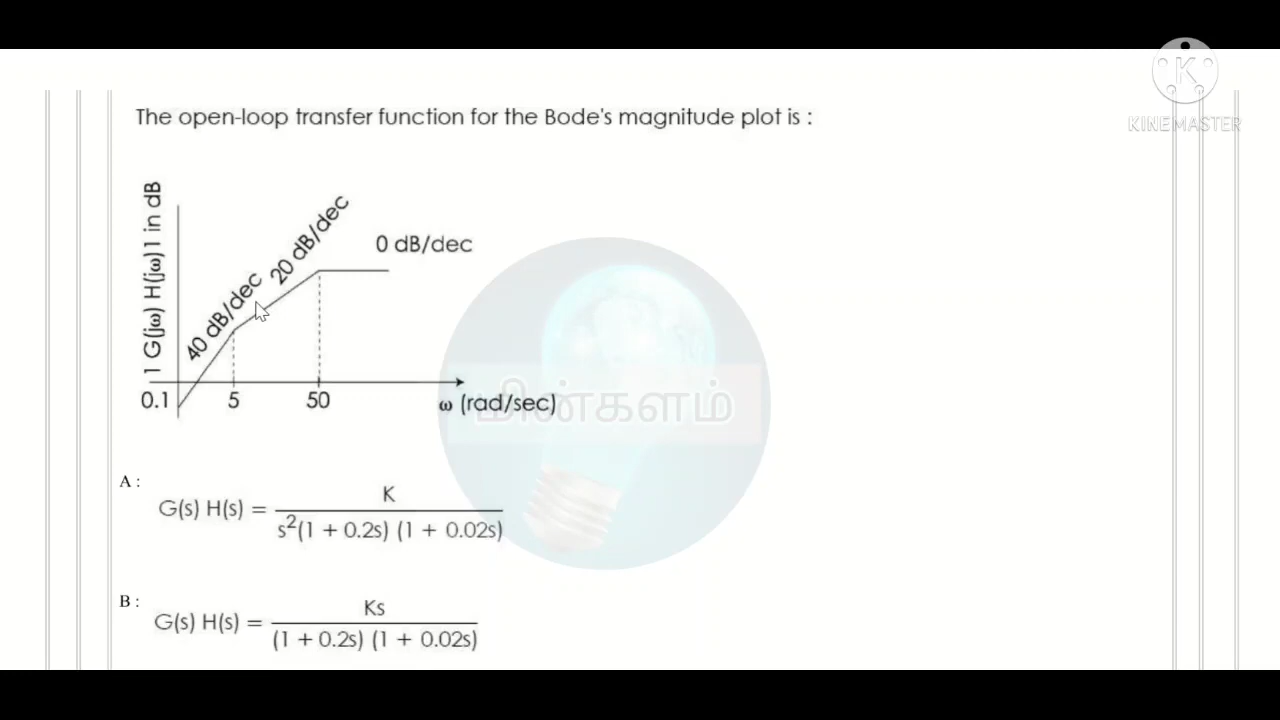 KINEMASTER
The open-loop transfer function for the Bode's magnitude plot is :
1 G(jω) H(jω)1 in dB
40 dB/dec
20 dB/dec
0 dB/dec
0.1 5 50 ω (rad/sec)
மின்களம்
A :
G(s) H(s) = K / s²(1 + 0.2s) (1 + 0.02s)
B :
G(s) H(s) = Ks / (1 + 0.2s) (1 + 0.02s)